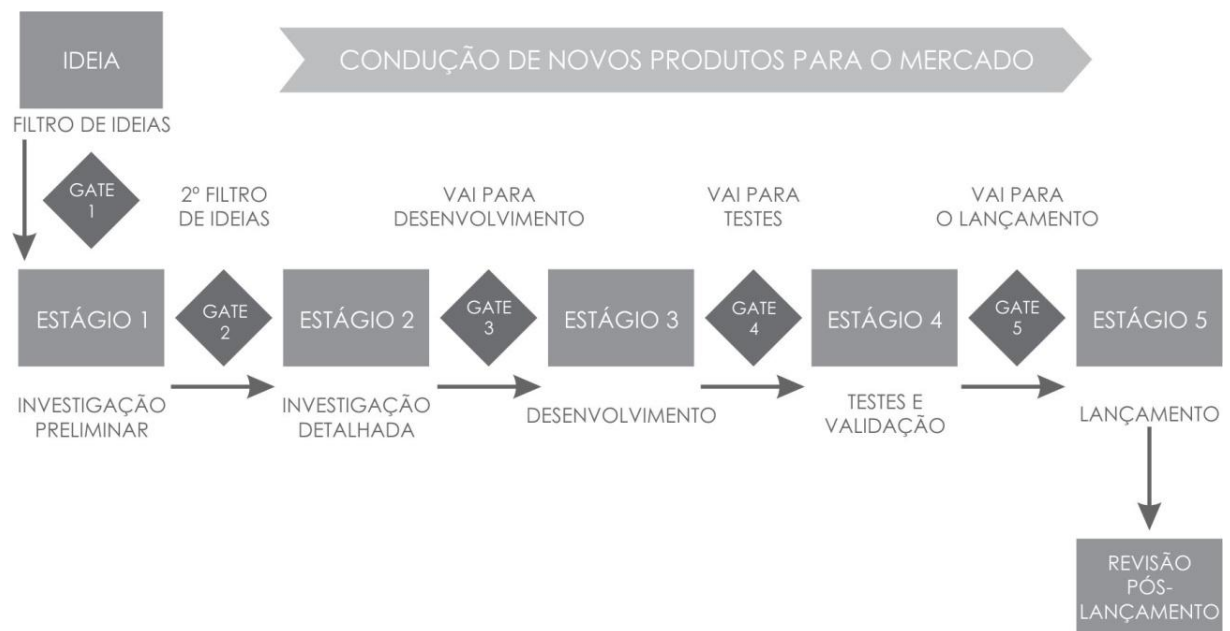 IDEIA
CONDUÇÃO DE NOVOS PRODUTOS PARA O MERCADO
FILTRO DE IDEIAS
GATE
1
2º FILTRO
DE IDEIAS
VAI PARA
DESENVOLVIMENTO
VAI PARA
TESTES
VAI PARA
O LANÇAMENTO
ESTÁGIO 1
GATE
2
ESTÁGIO 2
GATE
3
ESTÁGIO 3
GATE
4
ESTÁGIO 4
GATE
5
ESTÁGIO 5
INVESTIGAÇÃO
PRELIMINAR
INVESTIGAÇÃO
DETALHADA
DESENVOLVIMENTO
TESTES E
VALIDAÇÃO
LANÇAMENTO
REVISÃO
PÓS-
LANÇAMENTO